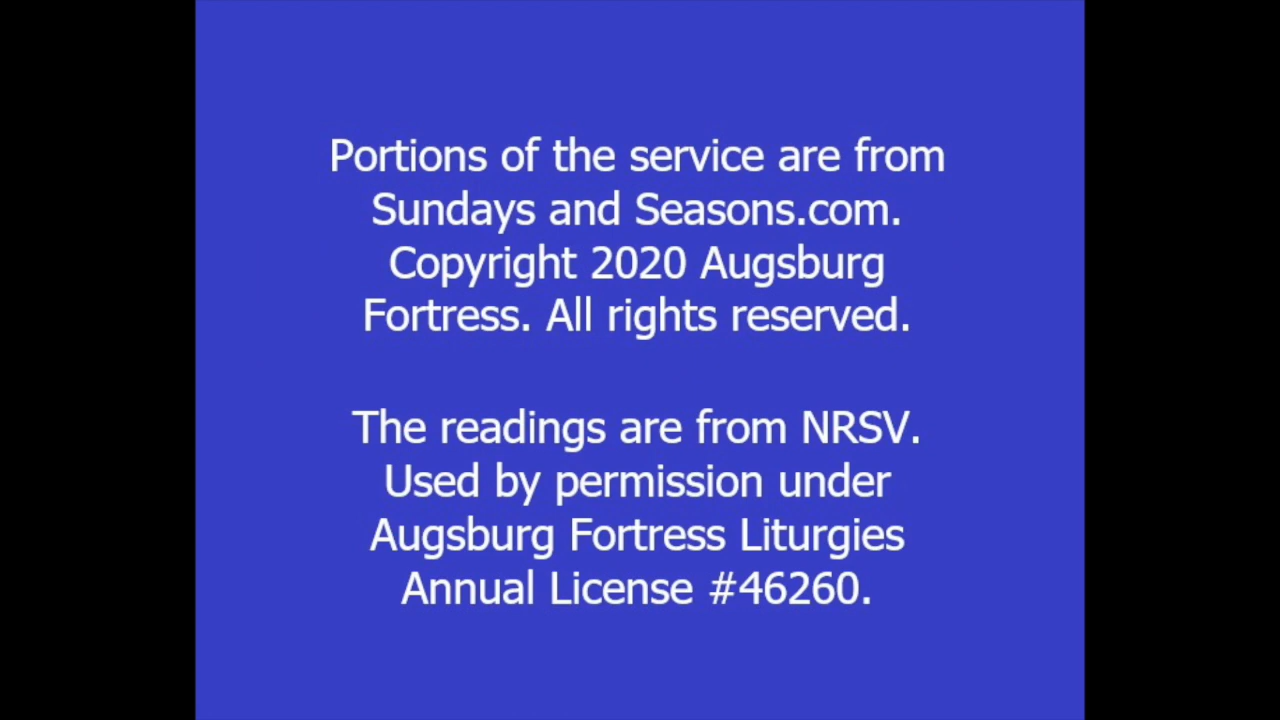 Portions of the service are from
Sundays and Seasons.com.
Copyright 2020 Augsburg
Fortress. All rights reserved.
The readings are from NRSV.
Used by permission under
Augsburg Fortress Liturgies
Annual License #46260.